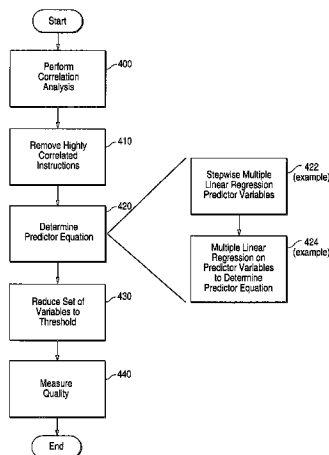 Start
400
Perform
Correlation
Analysis
410
Remove Highly
Correlated
Instructions
420
Determine
Predictor Equation
422
(example)
Stepwise Multiple
Linear Regression
Predictor Variables
424
(example)
Multiple Linear
Regression on
Predictor Variables
to Determine
Predictor Equation
430
Reduce Set of
Variables to
Threshold
440
Measure
Quality
End